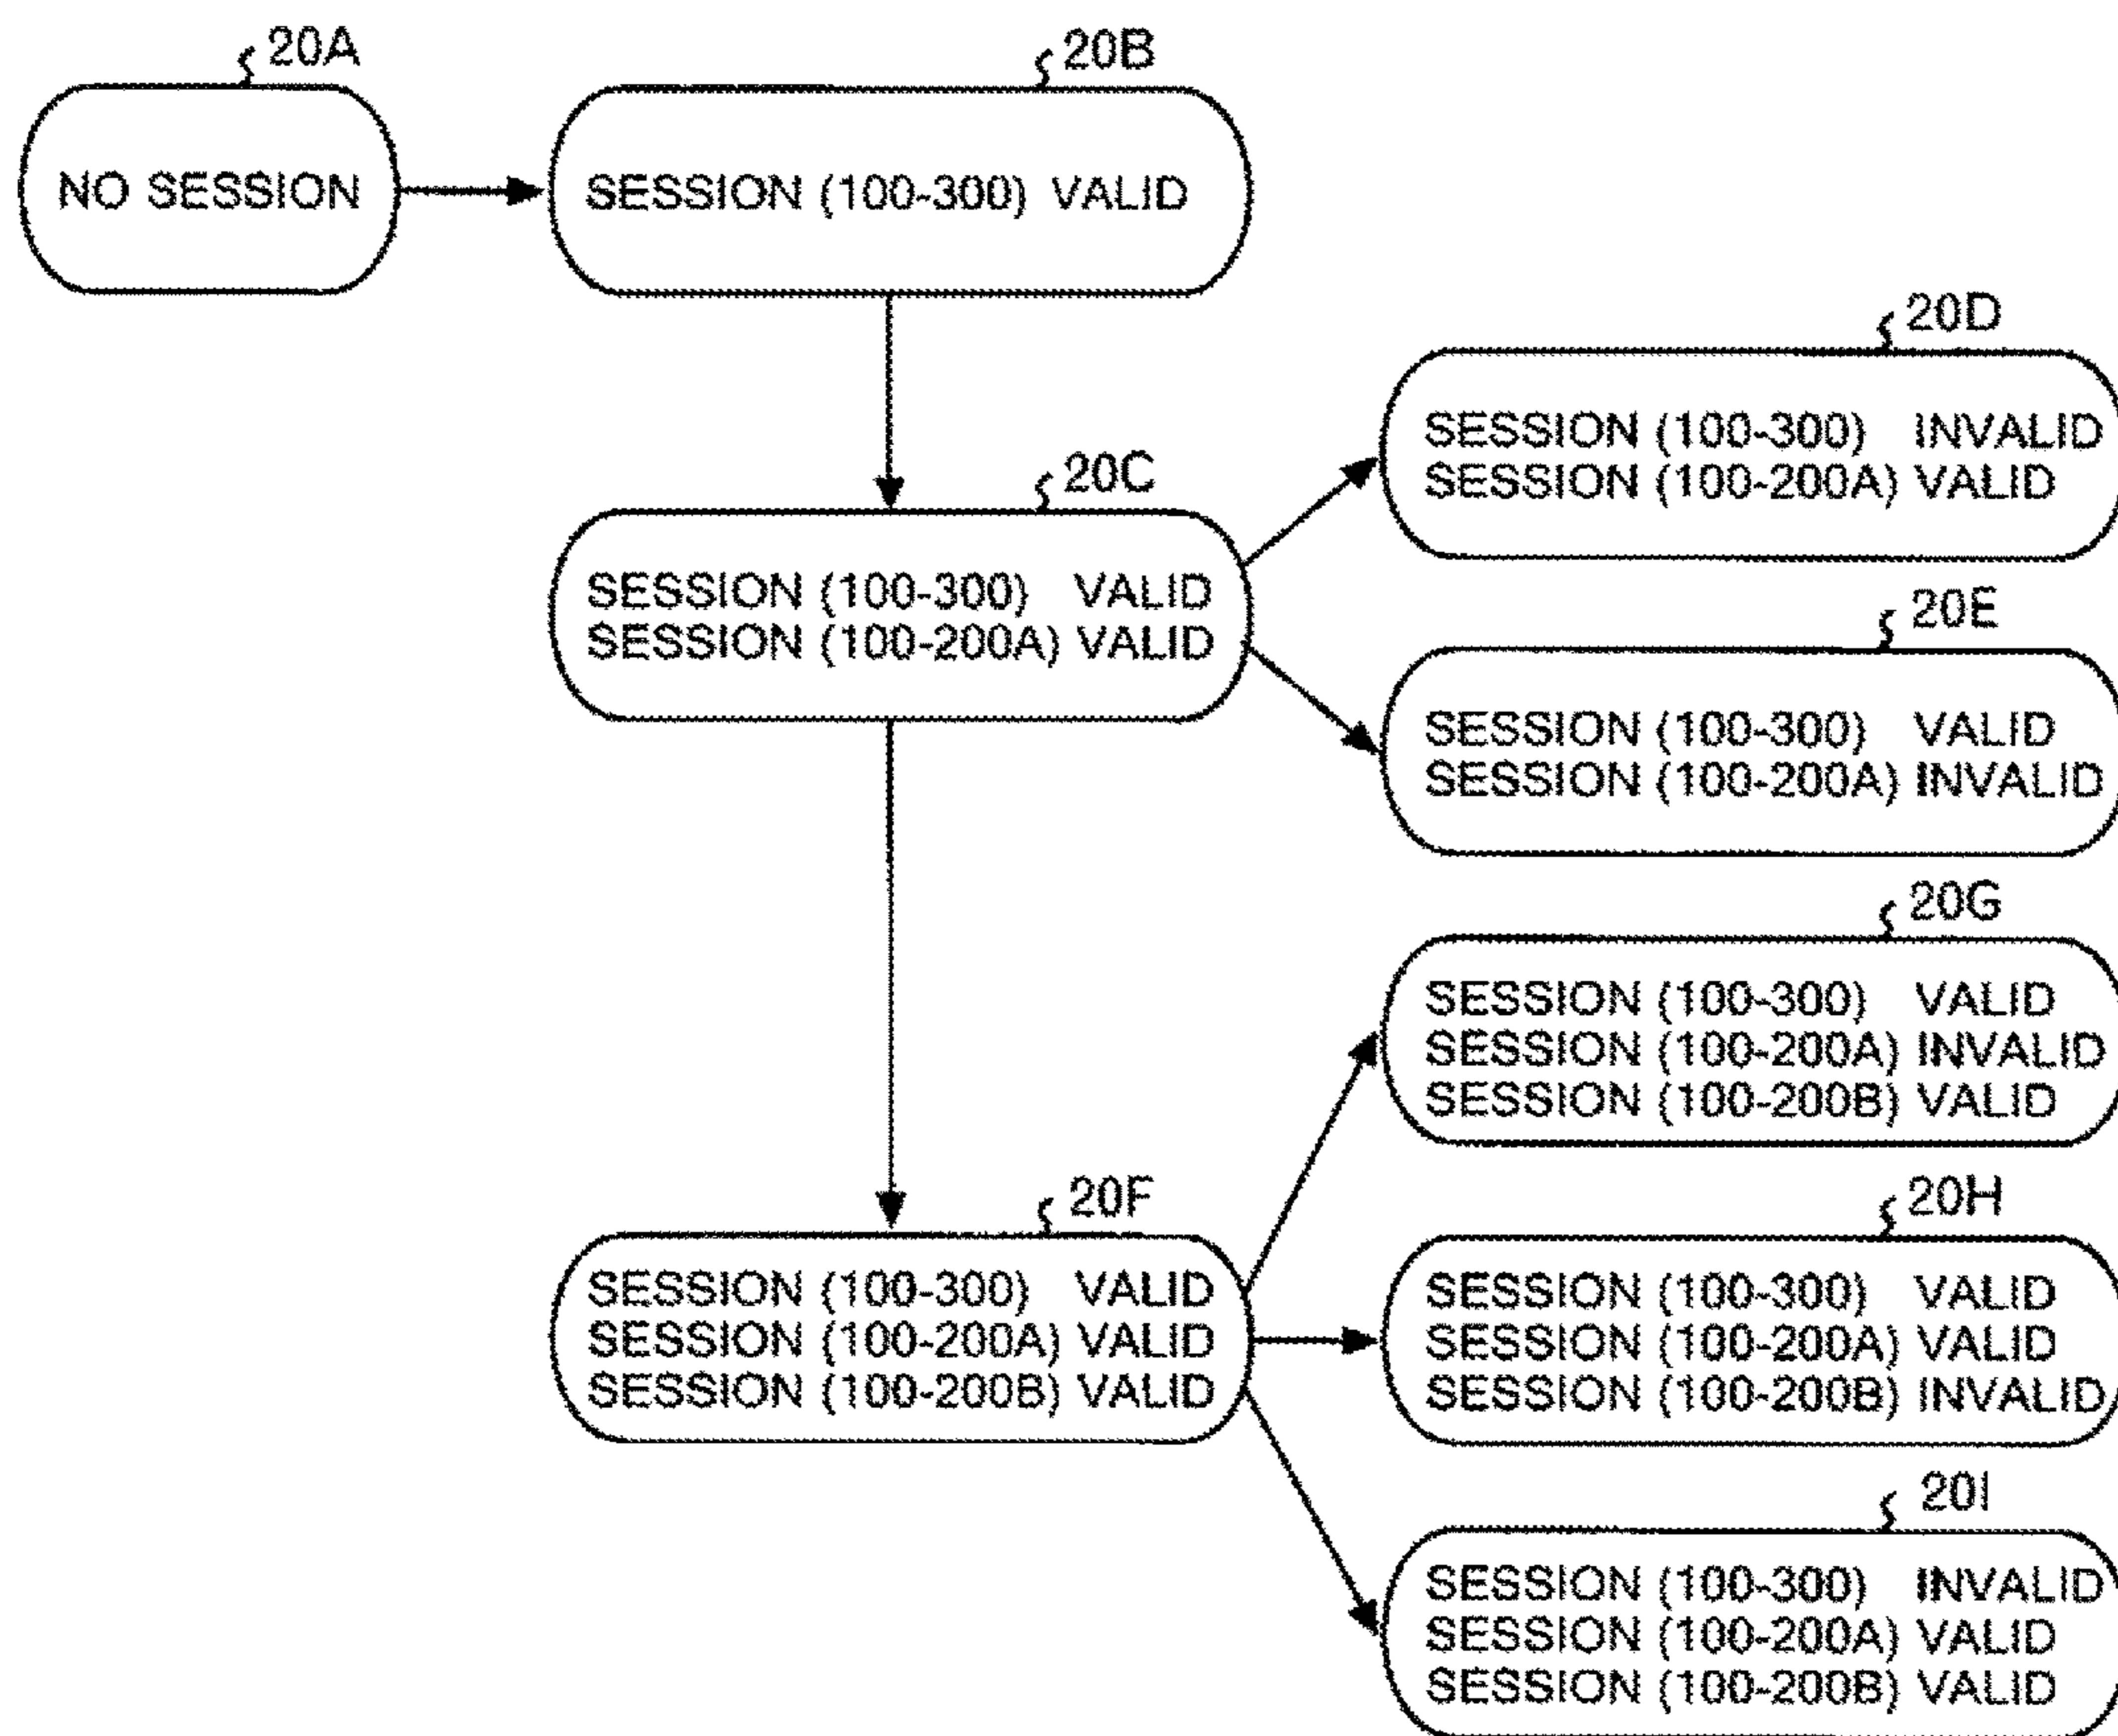 20A
NO SESSION
20B
SESSION (100-300) VALID
20C
SESSION (100-300) VALID
SESSION (100-200A) VALID
20D
SESSION (100-300) INVALID
SESSION (100-200A) VALID
20E
SESSION (100-300) VALID
SESSION (100-200A) INVALID
20F
SESSION (100-300) VALID
SESSION (100-200A) VALID
SESSION (100-200B) VALID
20G
SESSION (100-300) VALID
SESSION (100-200A) INVALID
SESSION (100-200B) VALID
20H
SESSION (100-300) VALID
SESSION (100-200A) VALID
SESSION (100-200B) INVALID
20I
SESSION (100-300) INVALID
SESSION (100-200A) VALID
SESSION (100-200B) VALID